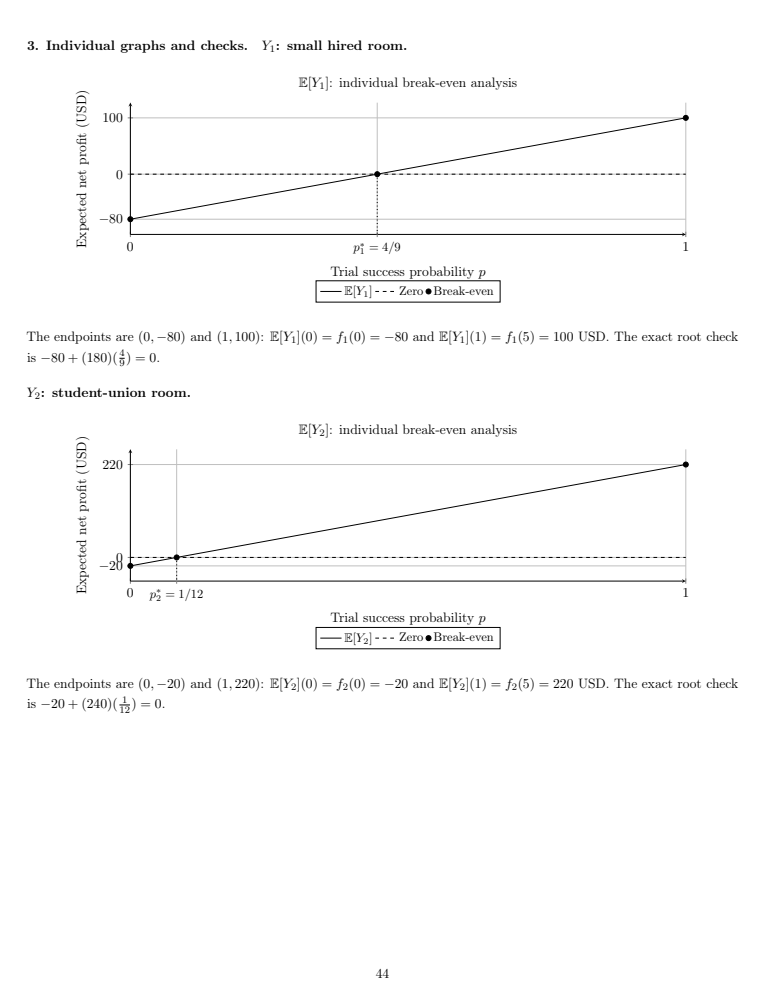 3. Individual graphs and checks. Y₁: small hired room.
𝔼[Y₁]: individual break-even analysis
Expected net profit (USD)
100
0
−80
0
p₁* = 4/9
1
Trial success probability p
𝔼[Y₁] Zero Break-even
The endpoints are (0, −80) and (1, 100): 𝔼[Y₁](0) = f₁(0) = −80 and 𝔼[Y₁](1) = f₁(5) = 100 USD. The exact root check
is −80 + (180)(4/9) = 0.
Y₂: student-union room.
𝔼[Y₂]: individual break-even analysis
Expected net profit (USD)
220
0
−20
0
p₂* = 1/12
1
Trial success probability p
𝔼[Y₂] Zero Break-even
The endpoints are (0, −20) and (1, 220): 𝔼[Y₂](0) = f₂(0) = −20 and 𝔼[Y₂](1) = f₂(5) = 220 USD. The exact root check
is −20 + (240)(1/12) = 0.
44